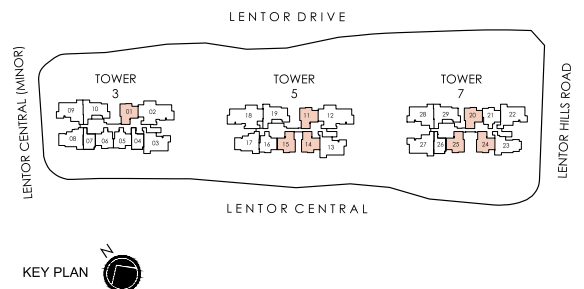 LENTOR DRIVE
LENTOR CENTRAL (MINOR)
LENTOR HILLS ROAD
TOWER
3
TOWER
5
TOWER
7
09 10 01 02
18 19 11 12
28 29 20 21 22
08 07 06 05 04 03
17 16 15 14 13
27 26 25 24 23
LENTOR CENTRAL
N
KEY PLAN